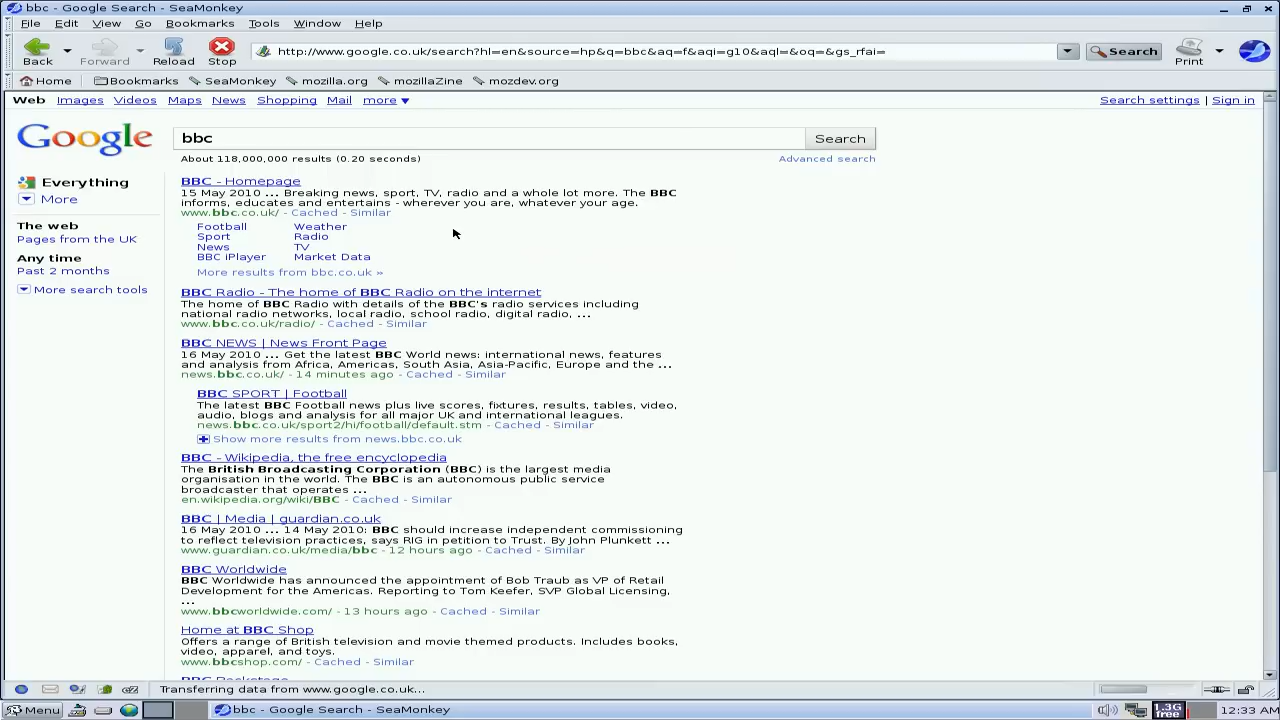 bbc - Google Search - SeaMonkey
File Edit View Go Bookmarks Tools Window Help
Back Forward Reload Stop http://www.google.co.uk/search?hl=en&source=hp&q=bbc&aq=f&aqi=g10&aql=&oq=&gs_rfai= Search Print
Home Bookmarks SeaMonkey mozilla.org mozillaZine mozdev.org
Web Images Videos Maps News Shopping Mail more ▼ Search settings | Sign in
Google bbc Search
About 118,000,000 results (0.20 seconds) Advanced search
Everything
More
The web
Pages from the UK
Any time
Past 2 months
More search tools
BBC - Homepage
15 May 2010 ... Breaking news, sport, TV, radio and a whole lot more. The BBC
informs, educates and entertains - wherever you are, whatever your age.
www.bbc.co.uk/ - Cached - Similar
Football Weather
Sport Radio
News TV
BBC iPlayer Market Data
More results from bbc.co.uk »
BBC Radio - The home of BBC Radio on the internet
The home of BBC Radio with details of the BBC's radio services including
national radio networks, local radio, school radio, digital radio, ...
www.bbc.co.uk/radio/ - Cached - Similar
BBC NEWS | News Front Page
16 May 2010 ... Get the latest BBC World news: international news, features
and analysis from Africa, Americas, South Asia, Asia-Pacific, Europe and the ...
news.bbc.co.uk/ - 14 minutes ago - Cached - Similar
BBC SPORT | Football
The latest BBC Football news plus live scores, fixtures, results, tables, video,
audio, blogs and analysis for all major UK and international leagues.
news.bbc.co.uk/sport2/hi/football/default.stm - Cached - Similar
Show more results from news.bbc.co.uk
BBC - Wikipedia, the free encyclopedia
The British Broadcasting Corporation (BBC) is the largest media
organisation in the world. The BBC is an autonomous public service
broadcaster that operates ...
en.wikipedia.org/wiki/BBC - Cached - Similar
BBC | Media | guardian.co.uk
16 May 2010 ... 14 May 2010: BBC should increase independent commissioning
to reflect television practices, says RIG in petition to Trust. By John Plunkett ...
www.guardian.co.uk/media/bbc - 12 hours ago - Cached - Similar
BBC Worldwide
BBC Worldwide has announced the appointment of Bob Traub as VP of Retail
Development for the Americas. Reporting to Tom Keefer, SVP Global Licensing,
...
www.bbcworldwide.com/ - 13 hours ago - Cached - Similar
Home at BBC Shop
Offers a range of British television and movie themed products. Includes books,
video, apparel, and toys.
www.bbcshop.com/ - Cached - Similar
Transferring data from www.google.co.uk...
Menu bbc - Google Search - SeaMonkey 1.3G free 12:33 AM